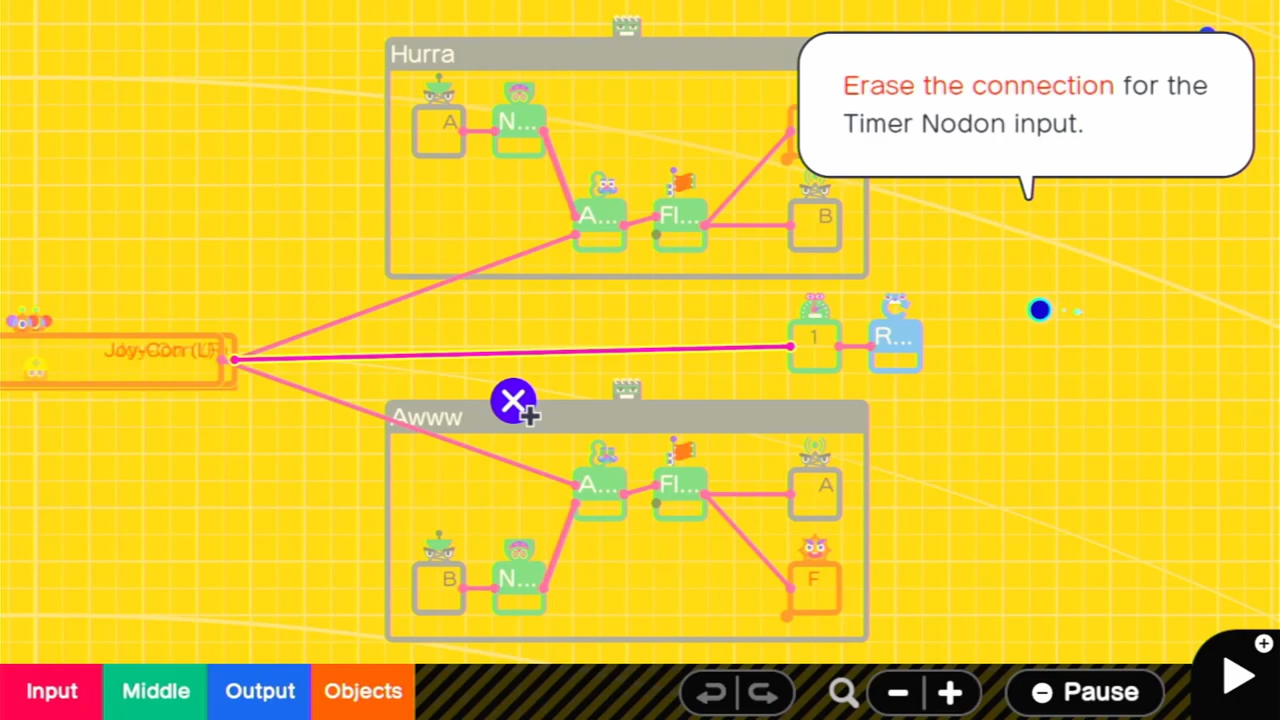 Hurra
Erase the connection for the
Timer Nodon input.
A
N...
A...
Fl...
B
1
R...
Awww
A...
Fl...
A
B
N...
F
Input
Middle
Output
Objects
Pause